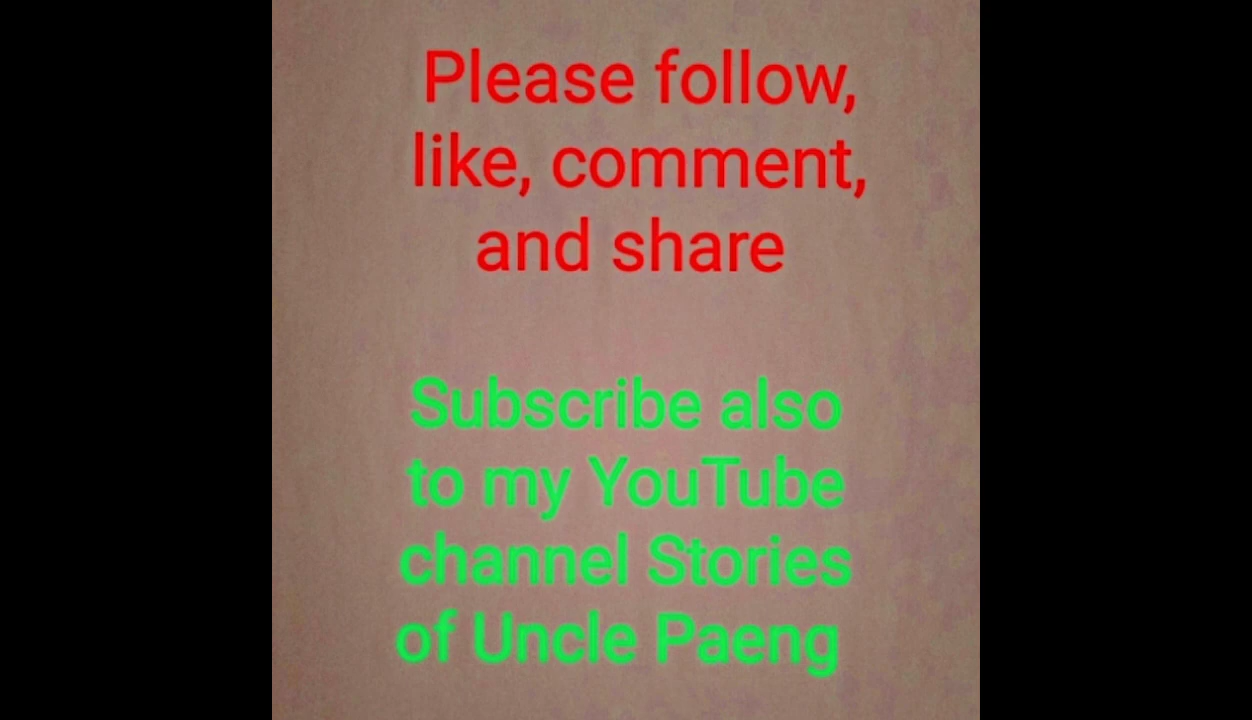 Please follow,
like, comment,
and share
Subscribe also
to my YouTube
channel Stories
of Uncle Paeng